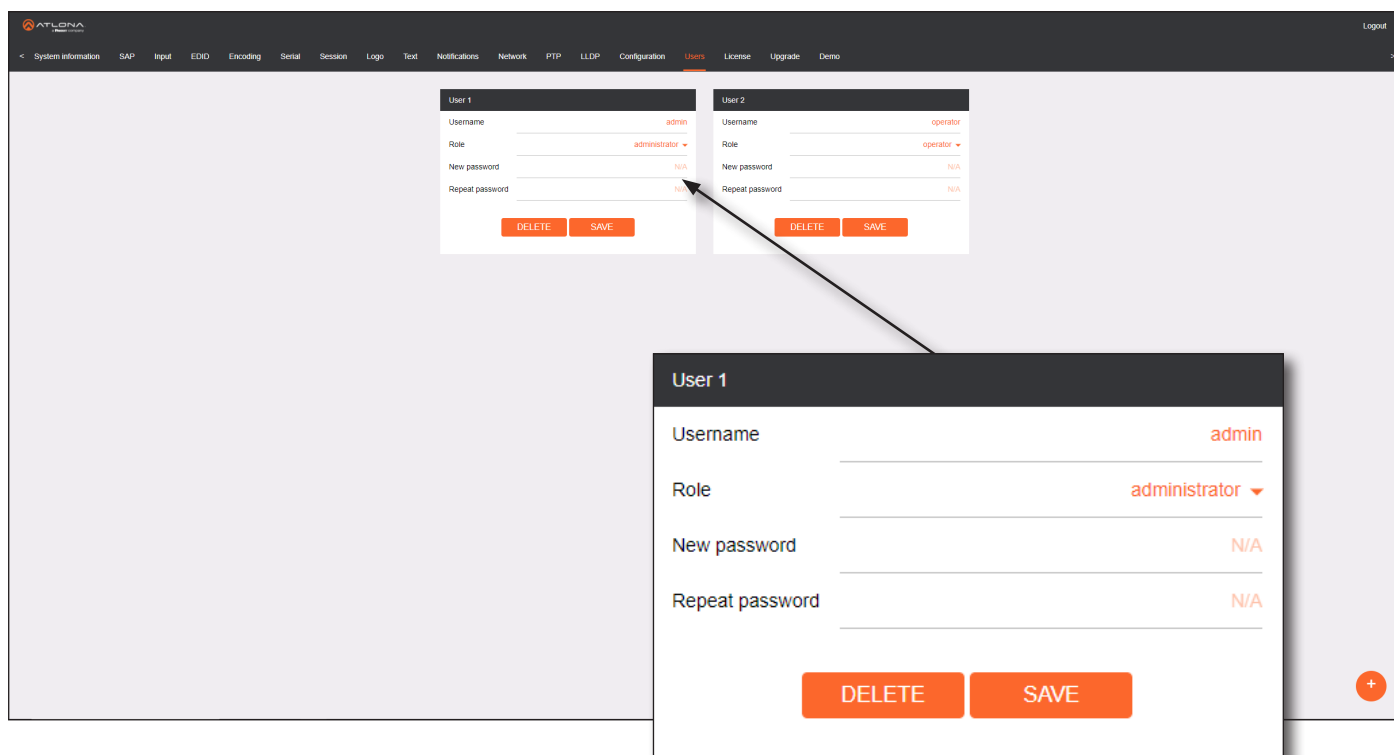 ATLONA
Logout
< System information SAP Input EDID Encoding Serial Session Logo Text Notifications Network PTP LLDP Configuration Users License Upgrade Demo >
User 1
Username admin
Role administrator
New password N/A
Repeat password N/A
DELETE SAVE
User 2
Username operator
Role operator
New password N/A
Repeat password N/A
DELETE SAVE
User 1
Username admin
Role administrator
New password N/A
Repeat password N/A
DELETE SAVE
+